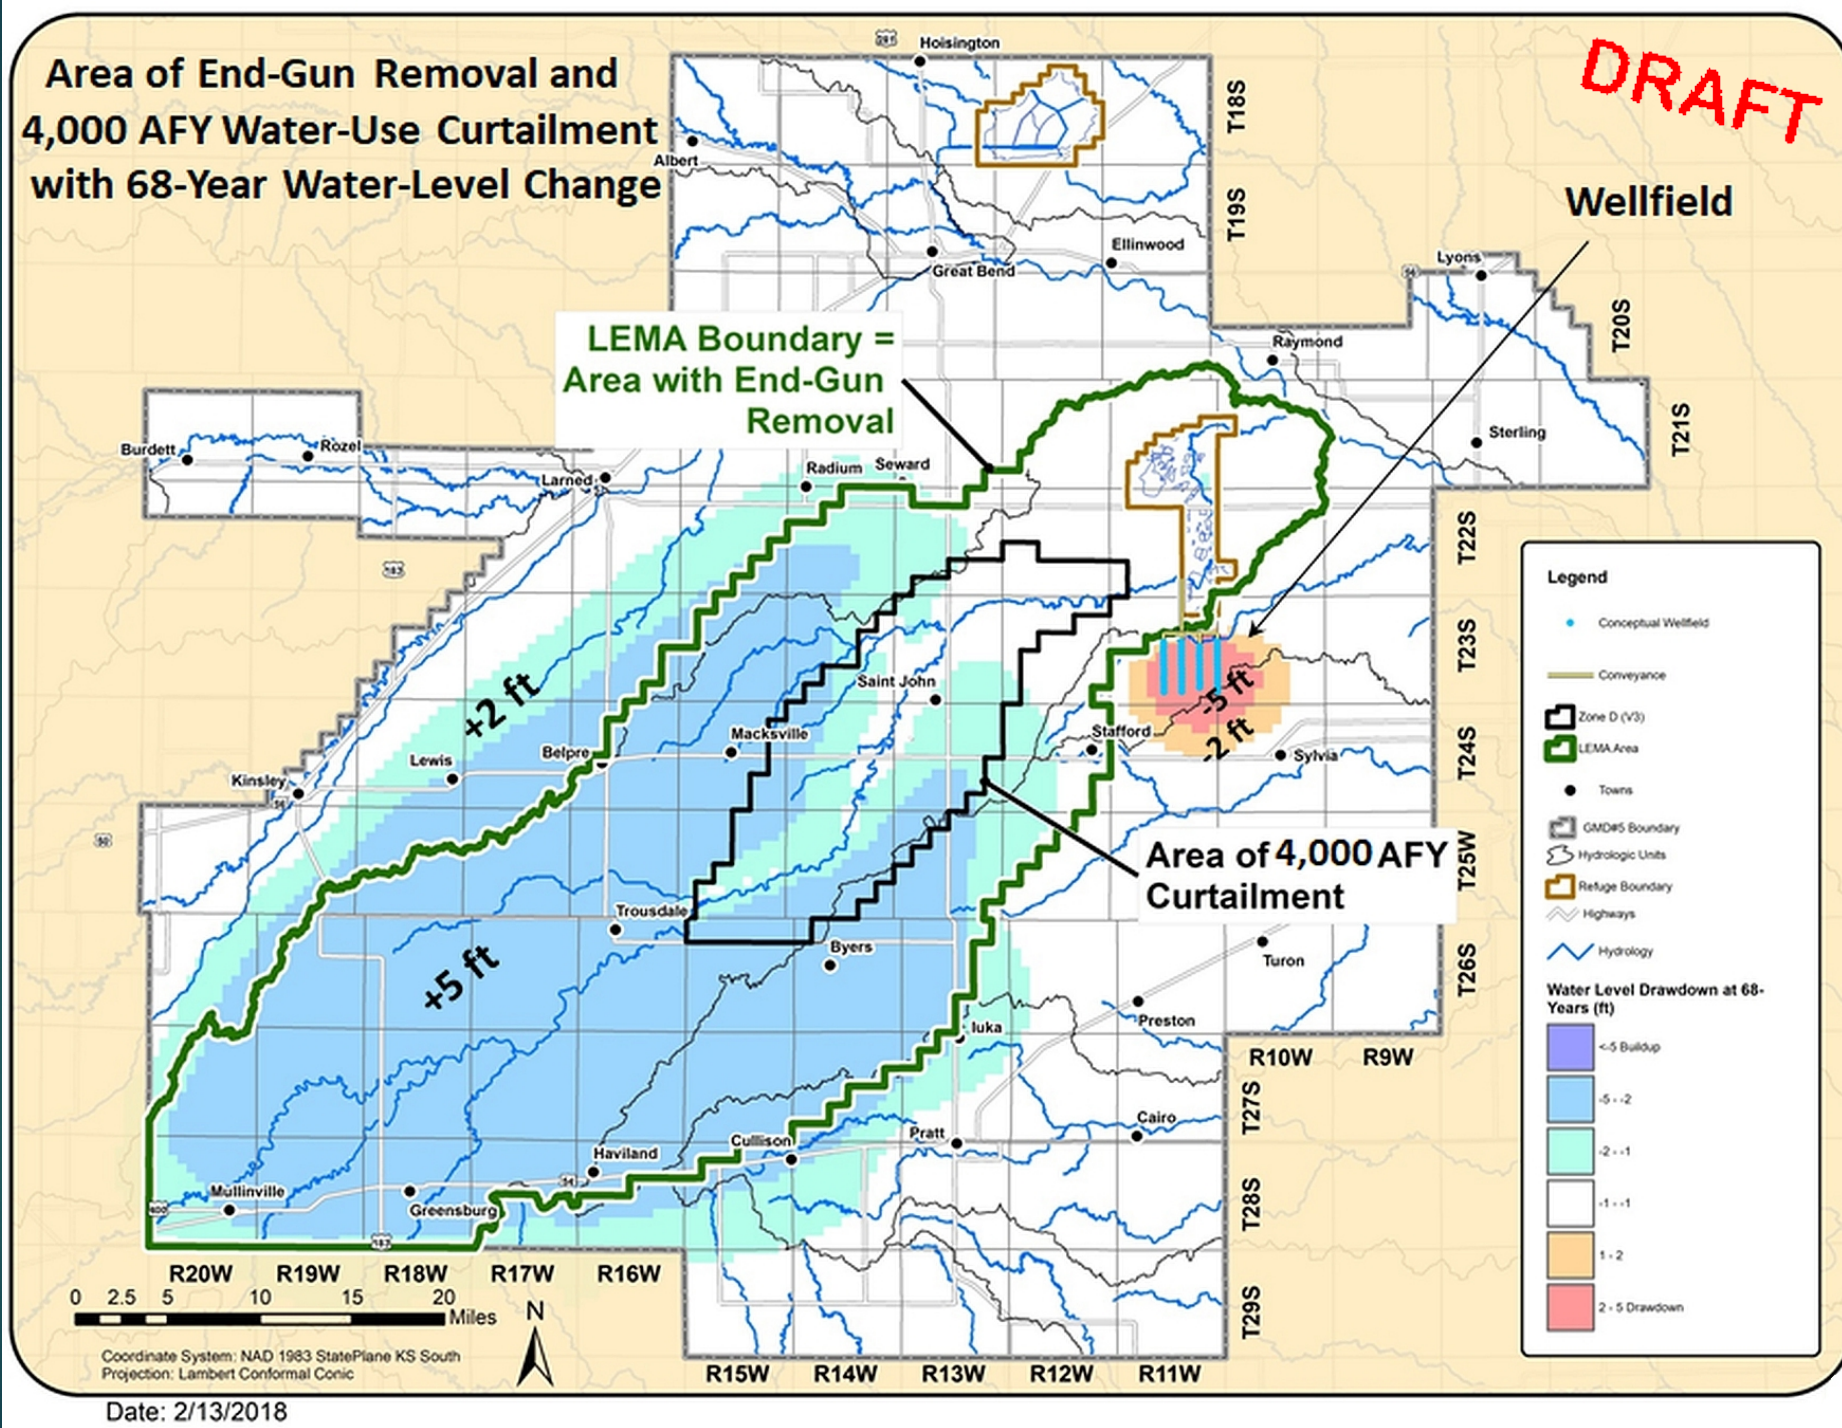 Area of End-Gun Removal and
4,000 AFY Water-Use Curtailment
with 68-Year Water-Level Change
DRAFT
Wellfield
281
Hoisington
Albert
T18S
T19S
Great Bend
Ellinwood
Lyons
56
T20S
LEMA Boundary =
Area with End-Gun
Removal
Raymond
Sterling
T21S
Burdett
Rozel
Larned
Radium
Seward
183
T22S
T23S
+2 ft
Saint John
-5 ft
-2 ft
Macksville
Stafford
Sylvia
T24S
Lewis
Belpre
Kinsley
56
50
Area of 4,000 AFY
Curtailment
T25W
Trousdale
Byers
Turon
T26S
+5 ft
Iuka
Preston
R10W
R9W
T27S
Cairo
Pratt
Cullison
Haviland
54
Mullinville
Greensburg
400
183
T28S
R20W
R19W
R18W
R17W
R16W
T29S
R15W
R14W
R13W
R12W
R11W
0 2.5 5 10 15 20
Miles
N
Coordinate System: NAD 1983 StatePlane KS South
Projection: Lambert Conformal Conic
Date: 2/13/2018
Legend
Conceptual Wellfield
Conveyance
Zone D (V3)
LEMA Area
Towns
GMD#5 Boundary
Hydrologic Units
Refuge Boundary
Highways
Hydrology
Water Level Drawdown at 68-
Years (ft)
<-5 Buildup
-5 - -2
-2 - -1
-1 - -1
1 - 2
2 - 5 Drawdown